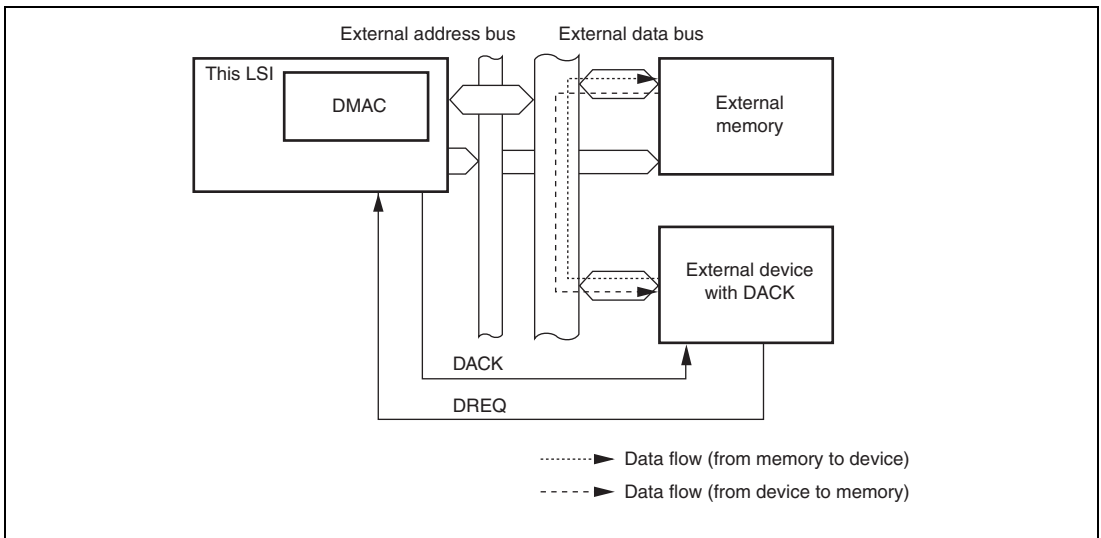 External address bus
External data bus
This LSI
DMAC
External
memory
External device
with DACK
DACK
DREQ
Data flow (from memory to device)
Data flow (from device to memory)